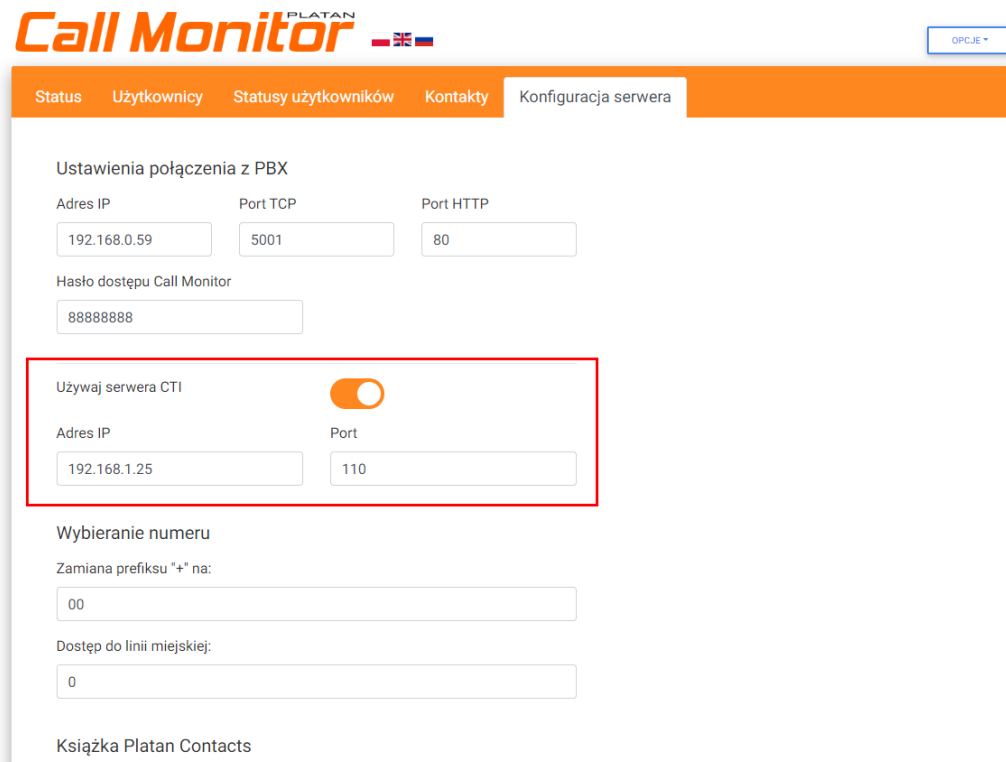 PLATAN
Call Monitor
OPCJE
Status Użytkownicy Statusy użytkowników Kontakty Konfiguracja serwera
Ustawienia połączenia z PBX
Adres IP Port TCP Port HTTP
192.168.0.59 5001 80
Hasło dostępu Call Monitor
88888888
Używaj serwera CTI
Adres IP Port
192.168.1.25 110
Wybieranie numeru
Zamiana prefiksu "+" na:
00
Dostęp do linii miejskiej:
0
Książka Platan Contacts